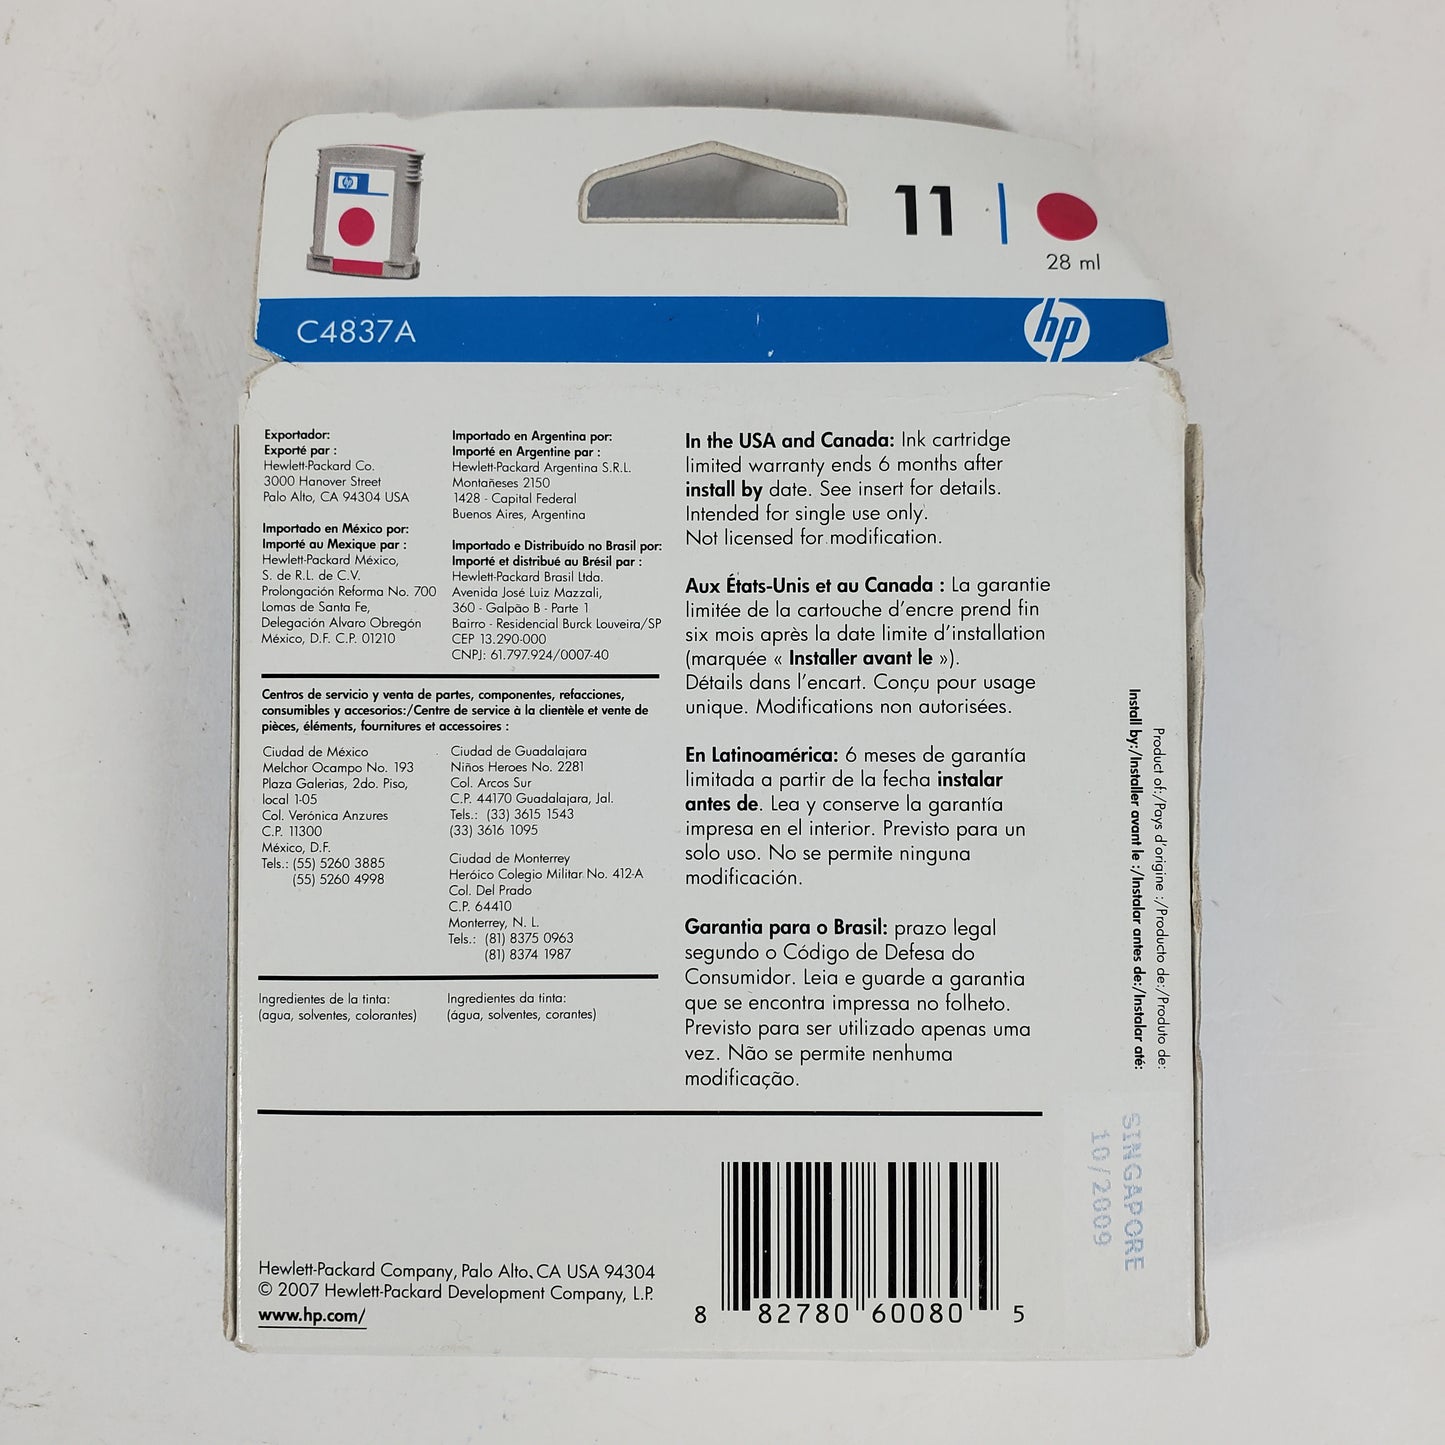 hp
11
28 ml
C4837A
hp
Exportador:
Exporté par :
Hewlett-Packard Co.
3000 Hanover Street
Palo Alto, CA 94304 USA
Importado en México por:
Importé au Mexique par :
Hewlett-Packard México,
S. de R.L. de C.V.
Prolongación Reforma No. 700
Lomas de Santa Fe,
Delegación Alvaro Obregón
México, D.F. C.P. 01210
Importado en Argentina por:
Importé en Argentine par :
Hewlett-Packard Argentina S.R.L.
Montañeses 2150
1428 - Capital Federal
Buenos Aires, Argentina
Importado e Distribuído no Brasil por:
Importé et distribué au Brésil par :
Hewlett-Packard Brasil Ltda.
Avenida José Luiz Mazzali,
360 - Galpão B - Parte 1
Bairro - Residencial Burck Louveira/SP
CEP 13.290-000
CNPJ: 61.797.924/0007-40
Centros de servicio y venta de partes, componentes, refacciones,
consumibles y accesorios:/Centre de service à la clientèle et vente de
pièces, éléments, fournitures et accessoires :
Ciudad de México
Melchor Ocampo No. 193
Plaza Galerias, 2do. Piso,
local 1-05
Col. Verónica Anzures
C.P. 11300
México, D.F.
Tels.: (55) 5260 3885
(55) 5260 4998
Ciudad de Guadalajara
Niños Heroes No. 2281
Col. Arcos Sur
C.P. 44170 Guadalajara, Jal.
Tels.: (33) 3615 1543
(33) 3616 1095
Ciudad de Monterrey
Heróico Colegio Militar No. 412-A
Col. Del Prado
C.P. 64410
Monterrey, N. L.
Tels.: (81) 8375 0963
(81) 8374 1987
Ingredientes de la tinta:
(agua, solventes, colorantes)
Ingredientes da tinta:
(água, solventes, corantes)
In the USA and Canada: Ink cartridge
limited warranty ends 6 months after
install by date. See insert for details.
Intended for single use only.
Not licensed for modification.
Aux États-Unis et au Canada : La garantie
limitée de la cartouche d'encre prend fin
six mois après la date limite d'installation
(marquée « Installer avant le »).
Détails dans l'encart. Conçu pour usage
unique. Modifications non autorisées.
En Latinoamérica: 6 meses de garantía
limitada a partir de la fecha instalar
antes de. Lea y conserve la garantía
impresa en el interior. Previsto para un
solo uso. No se permite ninguna
modificación.
Garantia para o Brasil: prazo legal
segundo o Código de Defesa do
Consumidor. Leia e guarde a garantia
que se encontra impressa no folheto.
Previsto para ser utilizado apenas uma
vez. Não se permite nenhuma
modificação.
Product of:/Pays d'origine :/Producto de:/Produto de:
Install by:/Installer avant le :/Instalar antes de:/Instalar até:
SINGAPORE
10/2009
Hewlett-Packard Company, Palo Alto, CA USA 94304
© 2007 Hewlett-Packard Development Company, L.P.
www.hp.com/
8 82780 60080 5